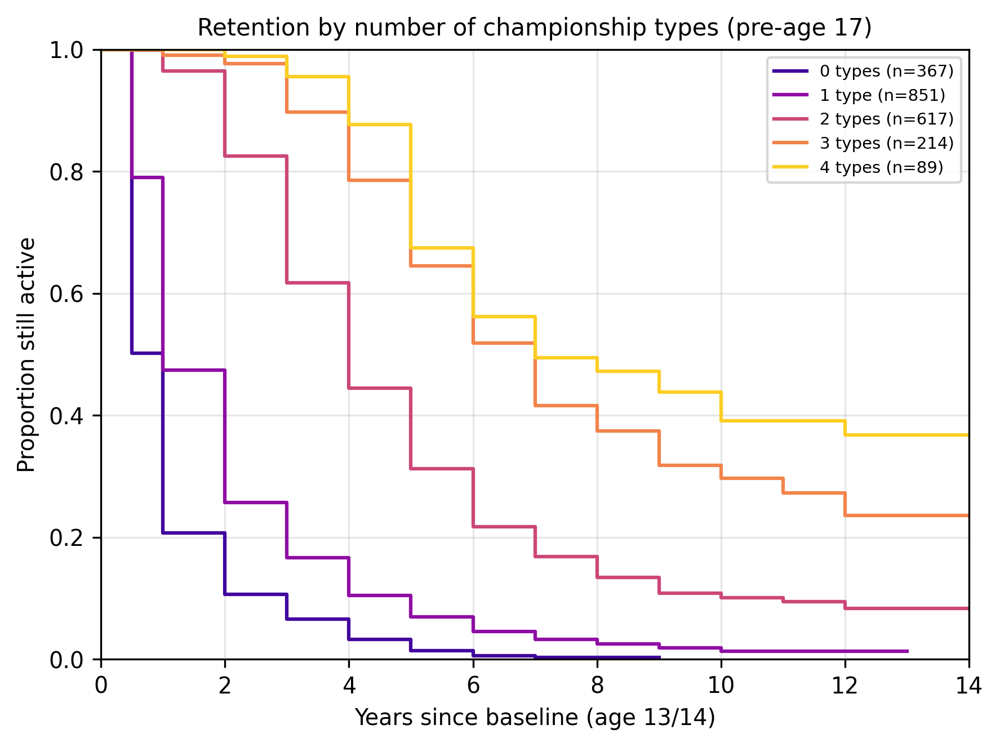 Retention by number of championship types (pre-age 17)
1.0
0.8
0.6
0.4
0.2
0.0
Proportion still active
0 types (n=367)
1 type (n=851)
2 types (n=617)
3 types (n=214)
4 types (n=89)
0 2 4 6 8 10 12 14
Years since baseline (age 13/14)